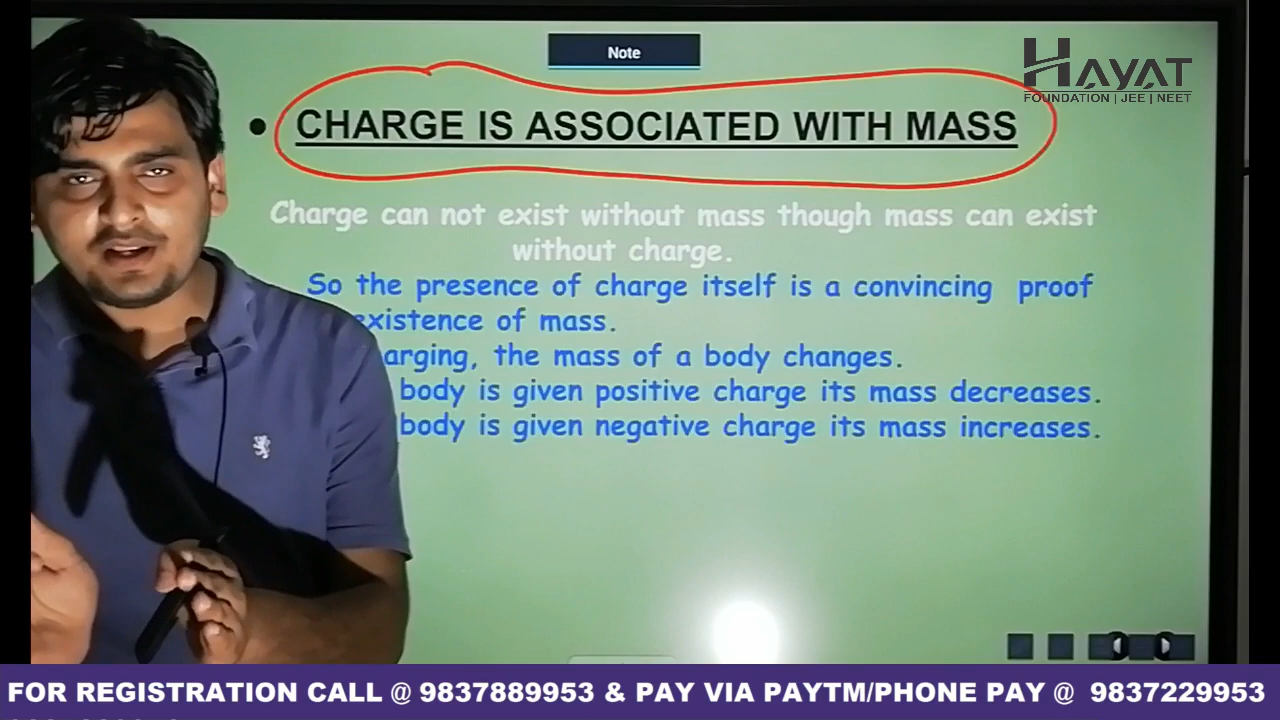 Note
HAYAT
FOUNDATION | JEE | NEET
• CHARGE IS ASSOCIATED WITH MASS
Charge can not exist without mass though mass can exist
without charge.
So the presence of charge itself is a convincing proof
existence of mass.
arging, the mass of a body changes.
body is given positive charge its mass decreases.
body is given negative charge its mass increases.
FOR REGISTRATION CALL @ 9837889953 & PAY VIA PAYTM/PHONE PAY @ 9837229953